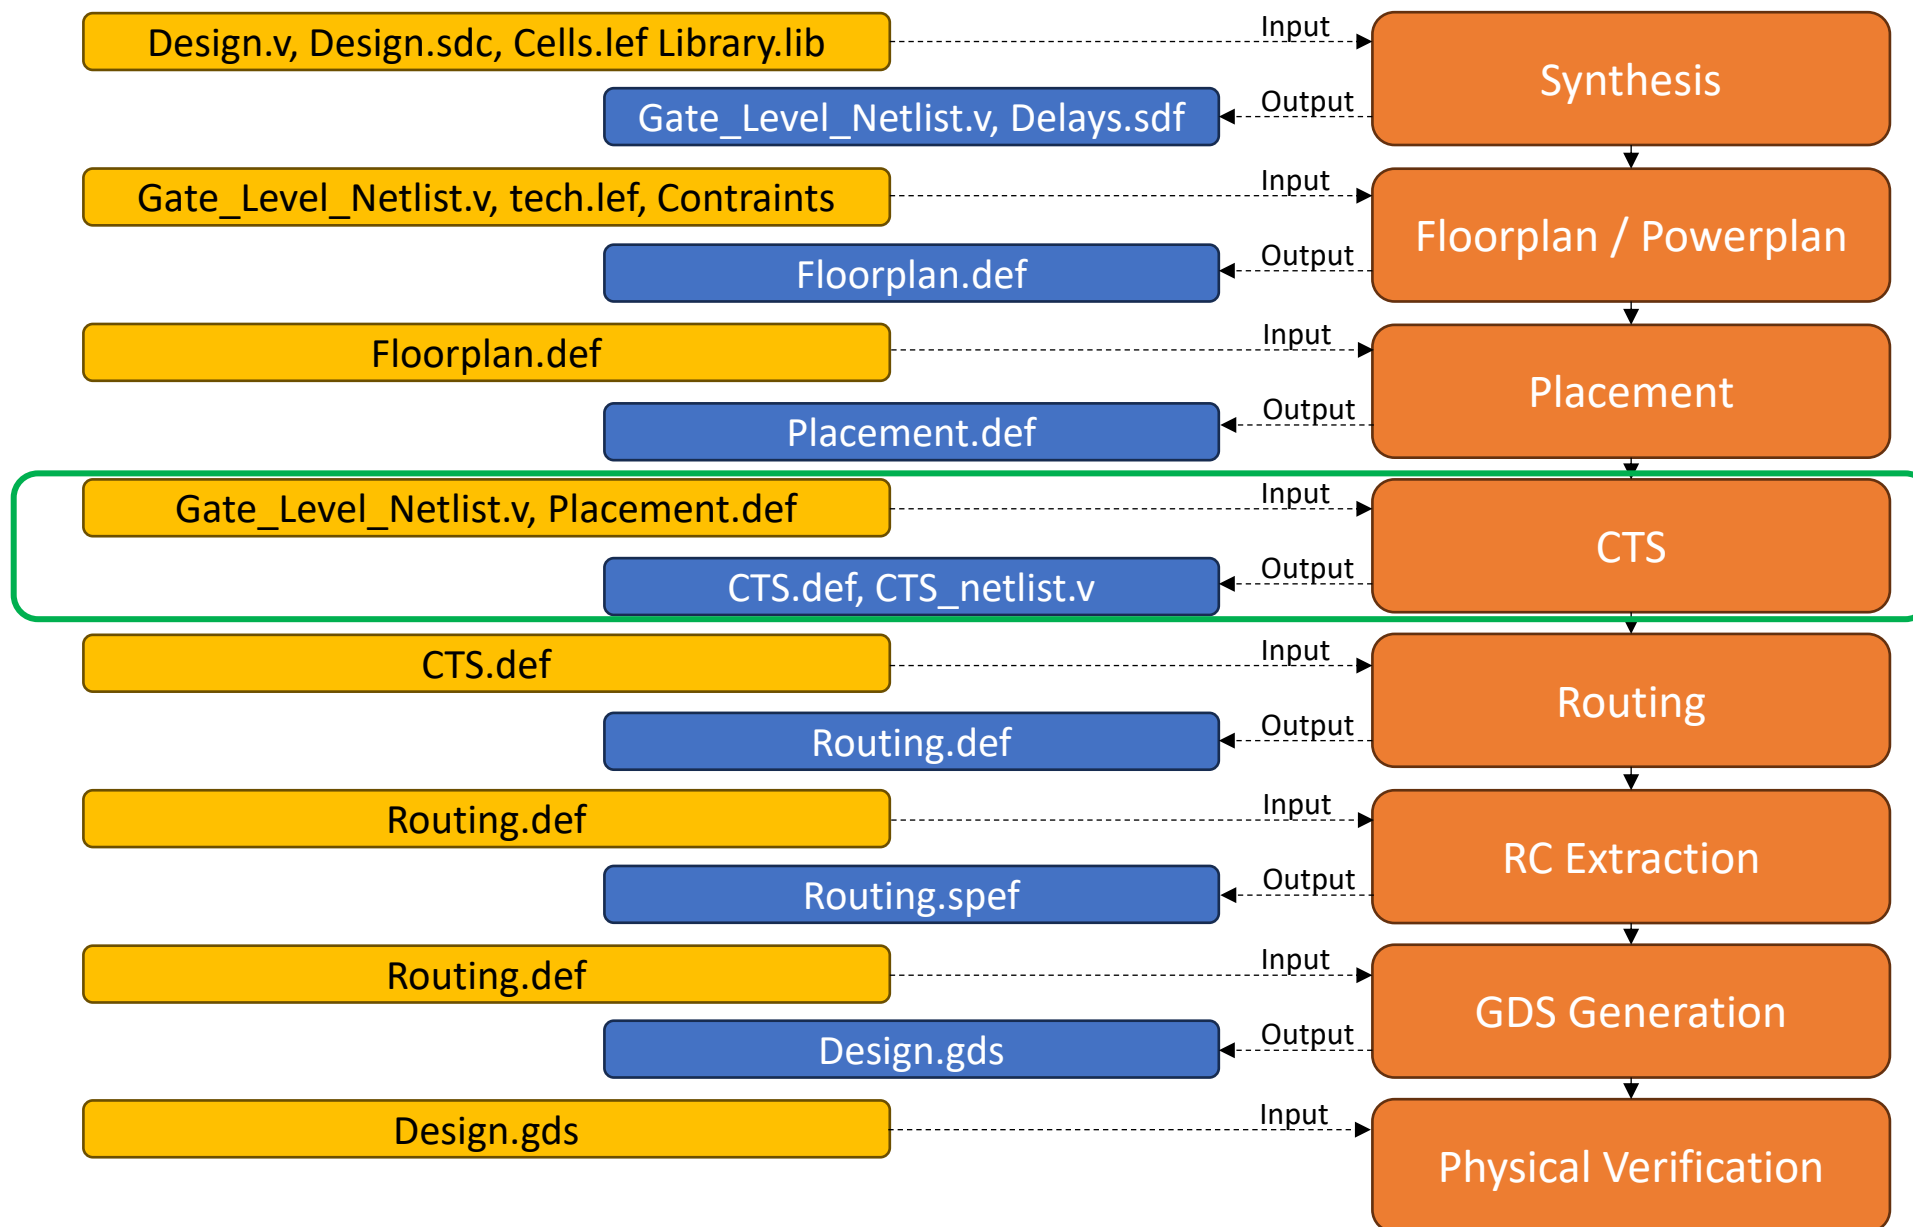 Design.v, Design.sdc, Cells.lef Library.lib
Input
Synthesis
Gate_Level_Netlist.v, Delays.sdf
Output
Gate_Level_Netlist.v, tech.lef, Contraints
Input
Floorplan / Powerplan
Floorplan.def
Output
Floorplan.def
Input
Placement
Placement.def
Output
Gate_Level_Netlist.v, Placement.def
Input
CTS
CTS.def, CTS_netlist.v
Output
CTS.def
Input
Routing
Routing.def
Output
Routing.def
Input
RC Extraction
Routing.spef
Output
Routing.def
Input
GDS Generation
Design.gds
Output
Design.gds
Input
Physical Verification